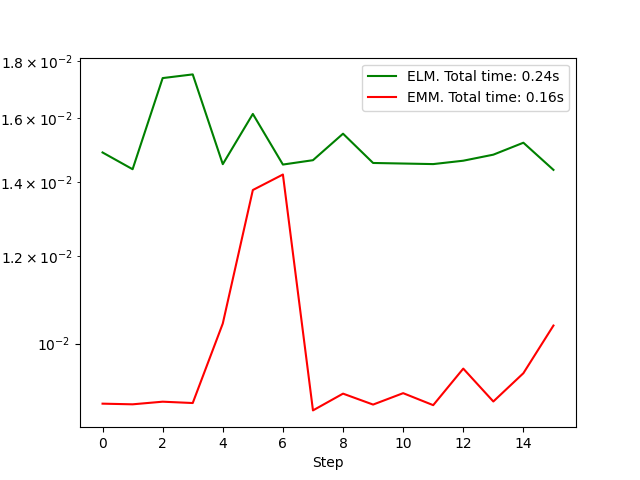 1.8 × 10⁻²
1.6 × 10⁻²
1.4 × 10⁻²
1.2 × 10⁻²
10⁻²
ELM. Total time: 0.24s
EMM. Total time: 0.16s
0 2 4 6 8 10 12 14
Step